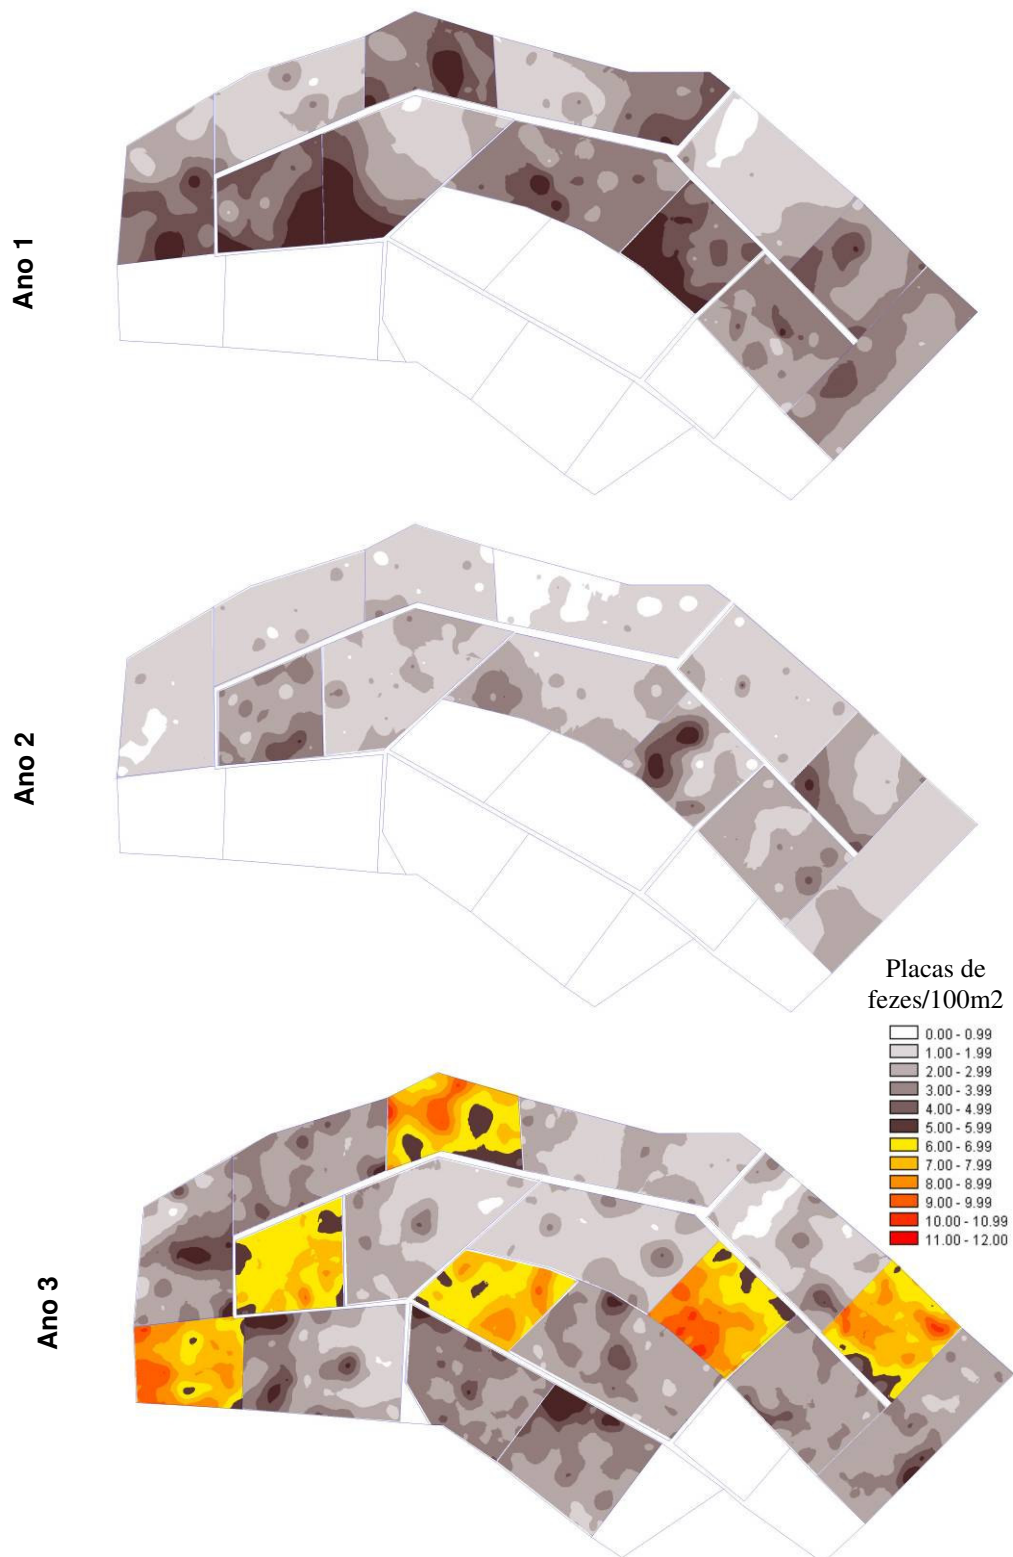 Ano 1
Ano 2
Placas de
fezes/100m2
0.00 - 0.99
1.00 - 1.99
2.00 - 2.99
3.00 - 3.99
4.00 - 4.99
5.00 - 5.99
6.00 - 6.99
7.00 - 7.99
8.00 - 8.99
9.00 - 9.99
10.00 - 10.99
11.00 - 12.00
Ano 3